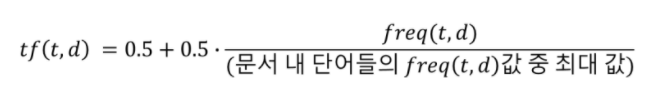 tf(t,d) = 0.5 + 0.5 · freq(t,d) / (문서 내 단어들의 freq(t,d)값 중 최대 값)